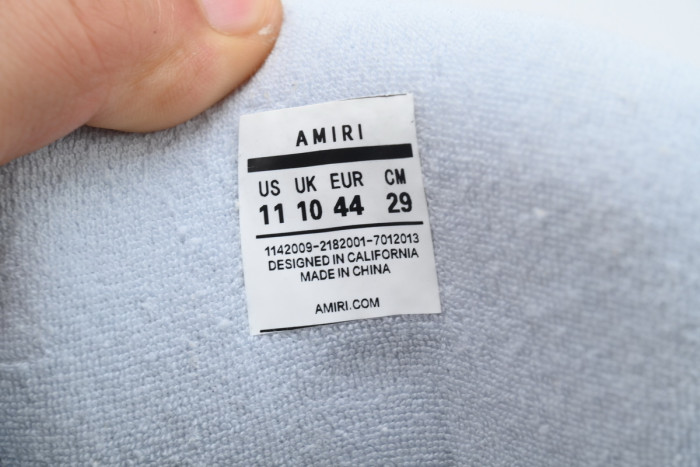 AMIRI
US UK EUR CM
11 10 44 29
1142009-2182001-7012013
DESIGNED IN CALIFORNIA
MADE IN CHINA
AMIRI.COM